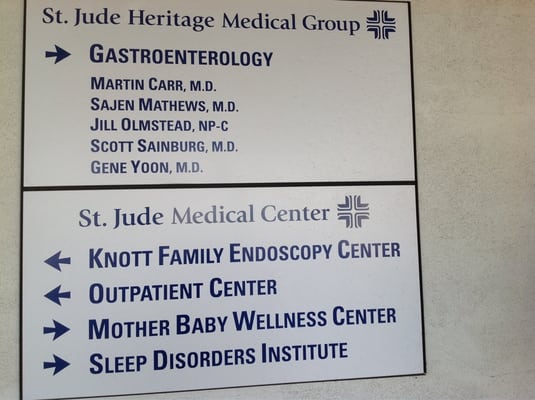 St. Jude Heritage Medical Group
GASTROENTEROLOGY
MARTIN CARR, M.D.
SAJEN MATHEWS, M.D.
JILL OLMSTEAD, NP-C
SCOTT SAINBURG, M.D.
GENE YOON, M.D.
St. Jude Medical Center
KNOTT FAMILY ENDOSCOPY CENTER
OUTPATIENT CENTER
MOTHER BABY WELLNESS CENTER
SLEEP DISORDERS INSTITUTE